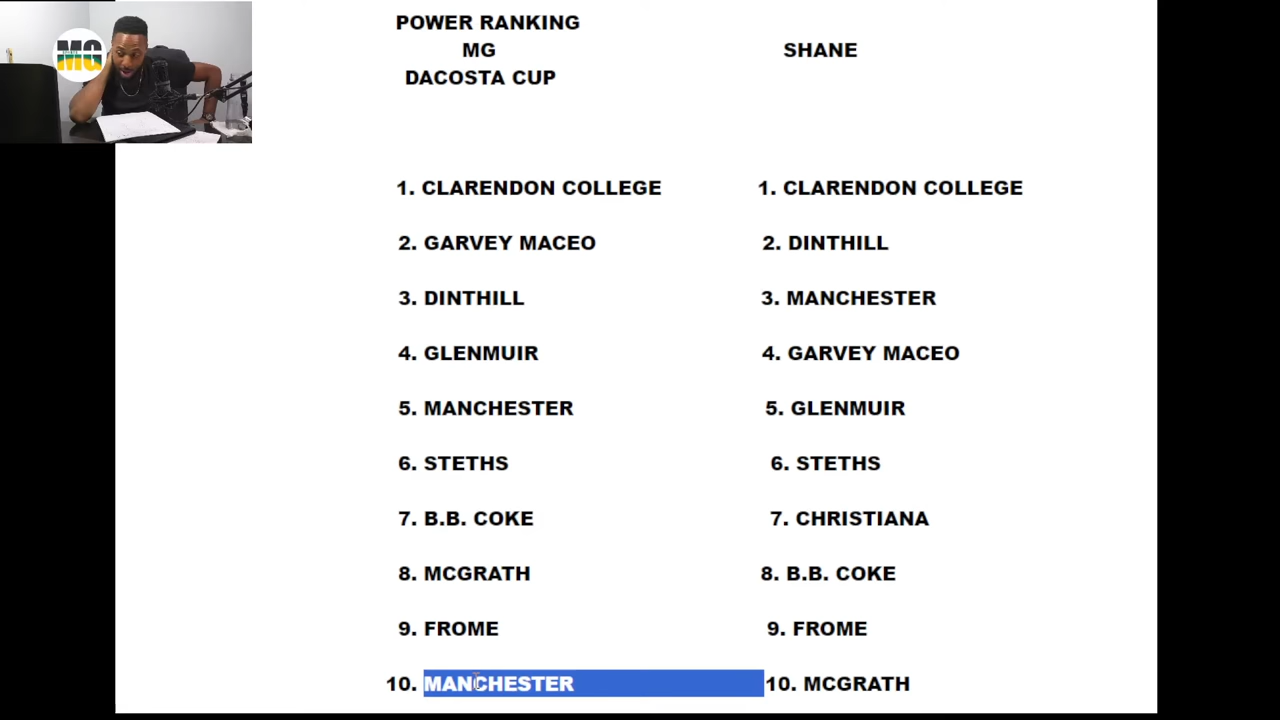 MG
POWER RANKING
MG
DACOSTA CUP
SHANE
1. CLARENDON COLLEGE
2. GARVEY MACEO
3. DINTHILL
4. GLENMUIR
5. MANCHESTER
6. STETHS
7. B.B. COKE
8. MCGRATH
9. FROME
10. MANCHESTER
1. CLARENDON COLLEGE
2. DINTHILL
3. MANCHESTER
4. GARVEY MACEO
5. GLENMUIR
6. STETHS
7. CHRISTIANA
8. B.B. COKE
9. FROME
10. MCGRATH